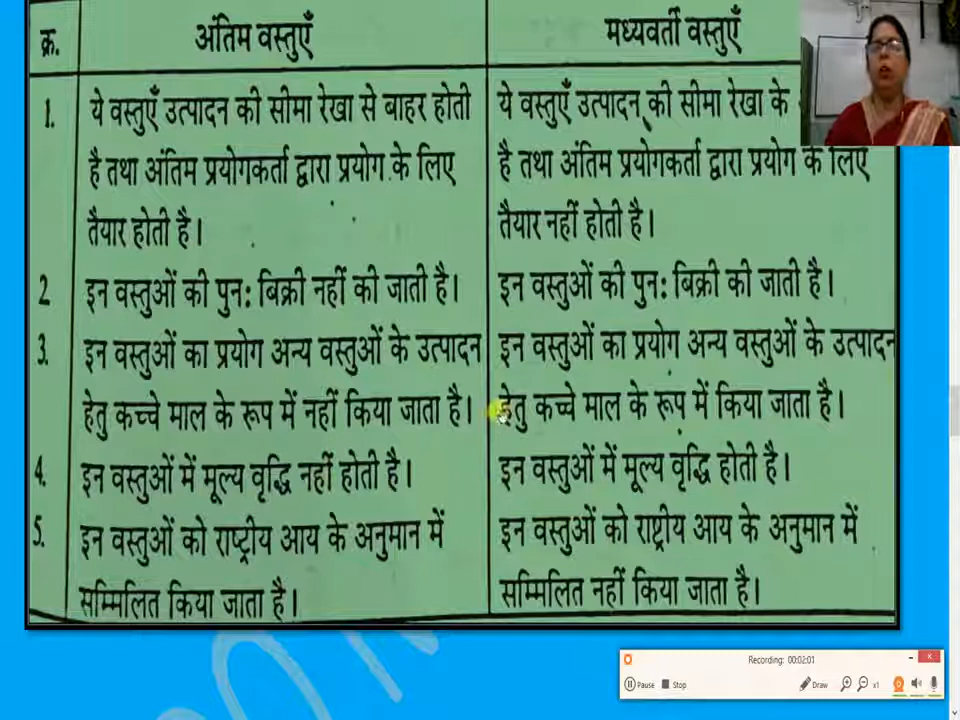 क्र.
अंतिम वस्तुएँ
मध्यवर्ती वस्तुएँ
1.
ये वस्तुएँ उत्पादन की सीमा रेखा से बाहर होती
है तथा अंतिम प्रयोगकर्ता द्वारा प्रयोग के लिए
तैयार होती है।
ये वस्तुएँ उत्पादन की सीमा रेखा के
है तथा अंतिम प्रयोगकर्ता द्वारा प्रयोग के लिए
तैयार नहीं होती है।
2
इन वस्तुओं की पुन: बिक्री नहीं की जाती है।
इन वस्तुओं की पुन: बिक्री की जाती है।
3.
इन वस्तुओं का प्रयोग अन्य वस्तुओं के उत्पादन
हेतु कच्चे माल के रूप में नहीं किया जाता है।
इन वस्तुओं का प्रयोग अन्य वस्तुओं के उत्पादन
हेतु कच्चे माल के रूप में किया जाता है।
4.
इन वस्तुओं में मूल्य वृद्धि नहीं होती है।
इन वस्तुओं में मूल्य वृद्धि होती है।
5.
इन वस्तुओं को राष्ट्रीय आय के अनुमान में
सम्मिलित किया जाता है।
इन वस्तुओं को राष्ट्रीय आय के अनुमान में
सम्मिलित नहीं किया जाता है।
Recording: 00:02:01
Pause Stop Draw x1